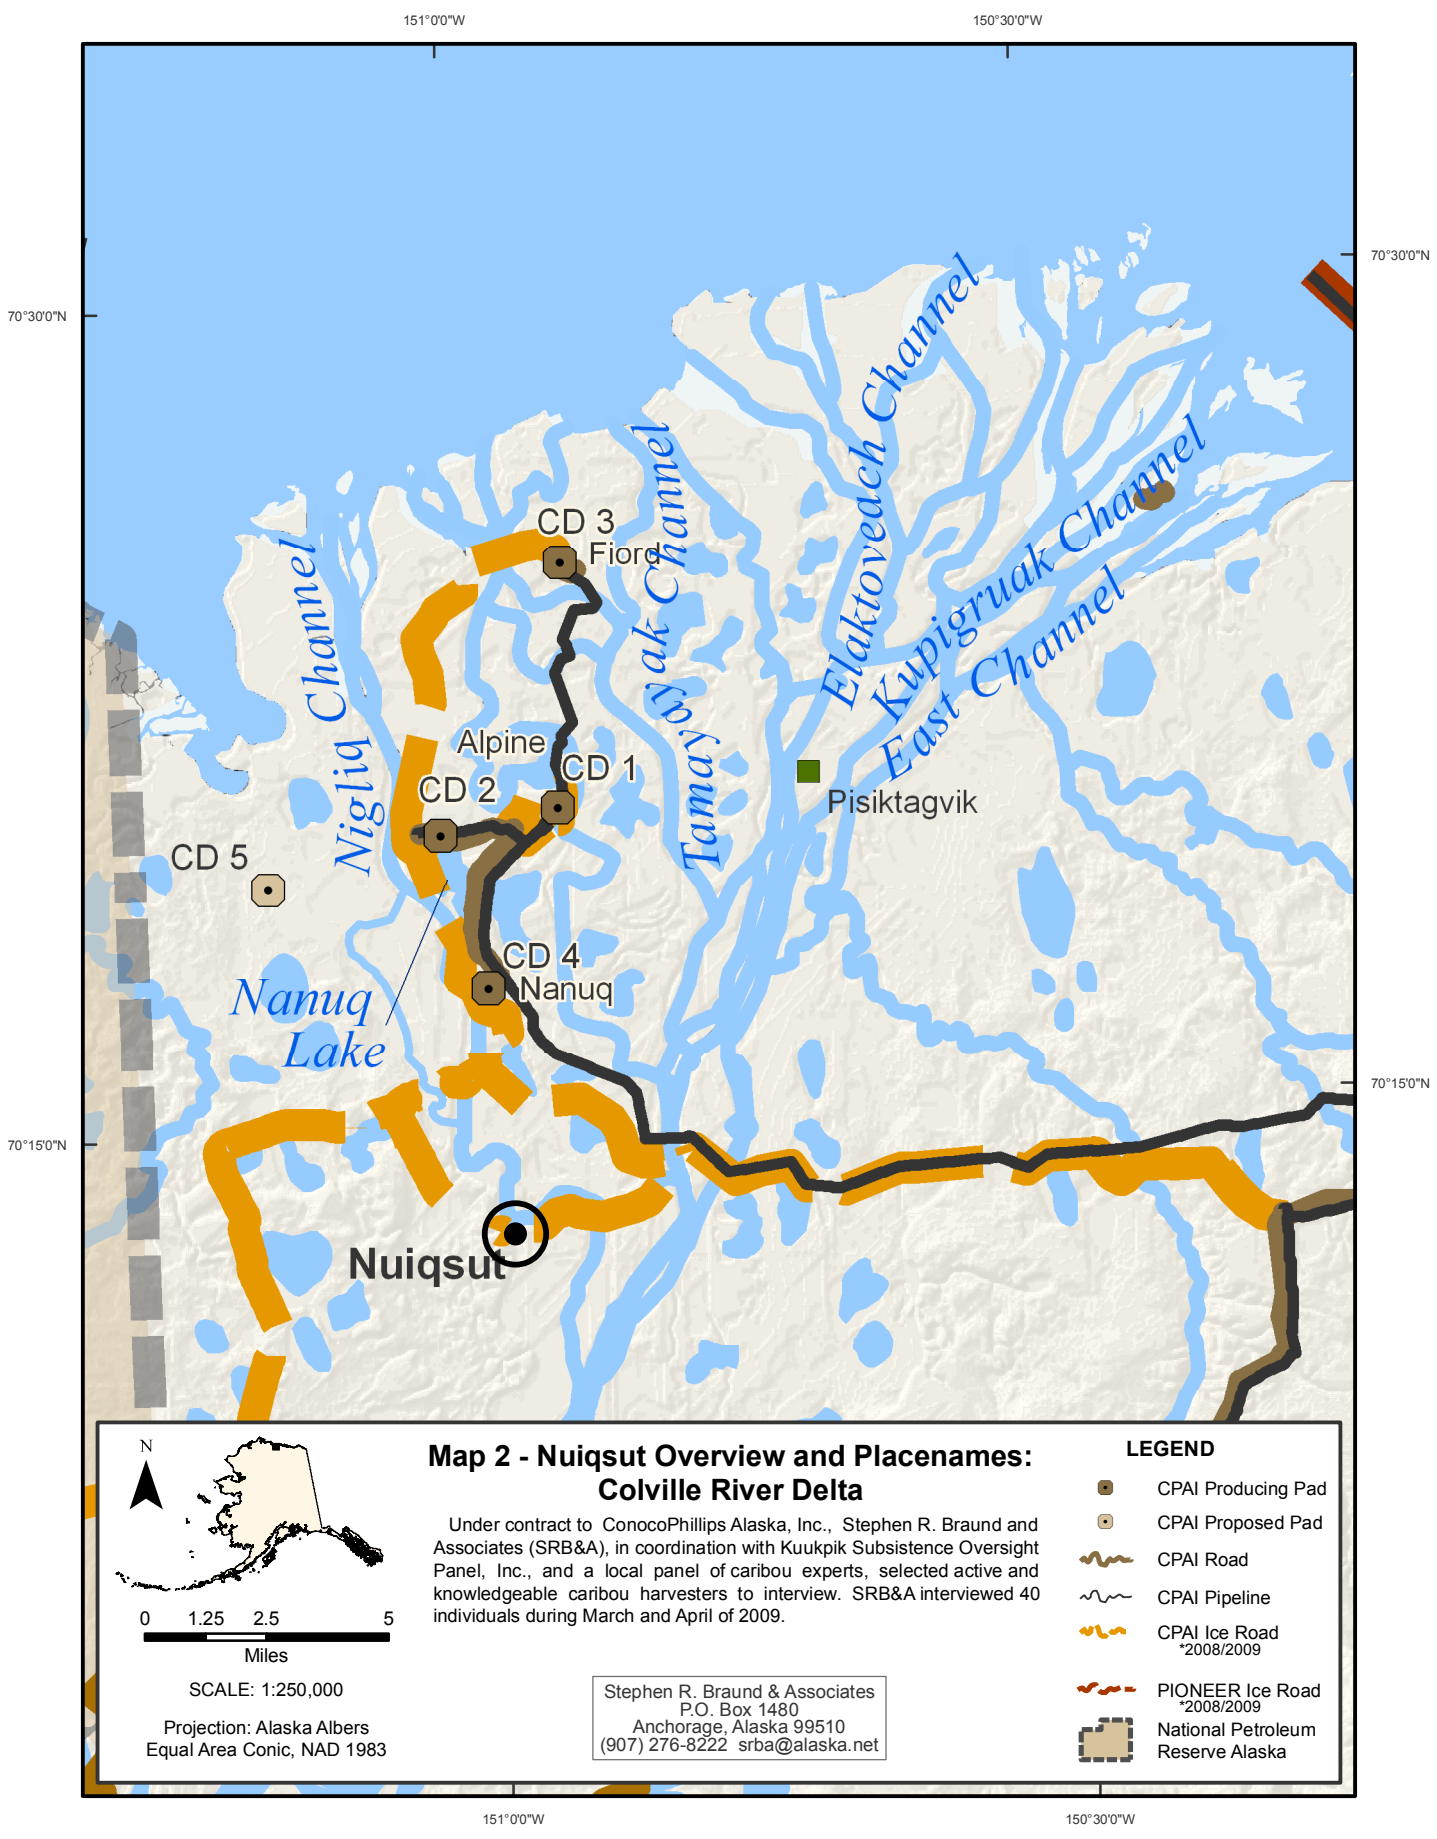 151°0'0"W
150°30'0"W
70°30'0"N
70°30'0"N
Elaktoveach Channel
Kupigruak Channel
East Channel
Tamayayak Channel
Nigliq Channel
CD 3
Fiord
Alpine
CD 1
CD 2
Pisiktagvik
CD 5
CD 4
Nanuq
Nanuq
Lake
70°15'0"N
70°15'0"N
Nuiqsut
N
0 1.25 2.5 5
Miles
SCALE: 1:250,000
Projection: Alaska Albers
Equal Area Conic, NAD 1983
Map 2 - Nuiqsut Overview and Placenames:
Colville River Delta
Under contract to ConocoPhillips Alaska, Inc., Stephen R. Braund and
Associates (SRB&A), in coordination with Kuukpik Subsistence Oversight
Panel, Inc., and a local panel of caribou experts, selected active and
knowledgeable caribou harvesters to interview. SRB&A interviewed 40
individuals during March and April of 2009.
Stephen R. Braund & Associates
P.O. Box 1480
Anchorage, Alaska 99510
(907) 276-8222 srba@alaska.net
LEGEND
CPAI Producing Pad
CPAI Proposed Pad
CPAI Road
CPAI Pipeline
CPAI Ice Road
*2008/2009
PIONEER Ice Road
*2008/2009
National Petroleum
Reserve Alaska
151°0'0"W
150°30'0"W